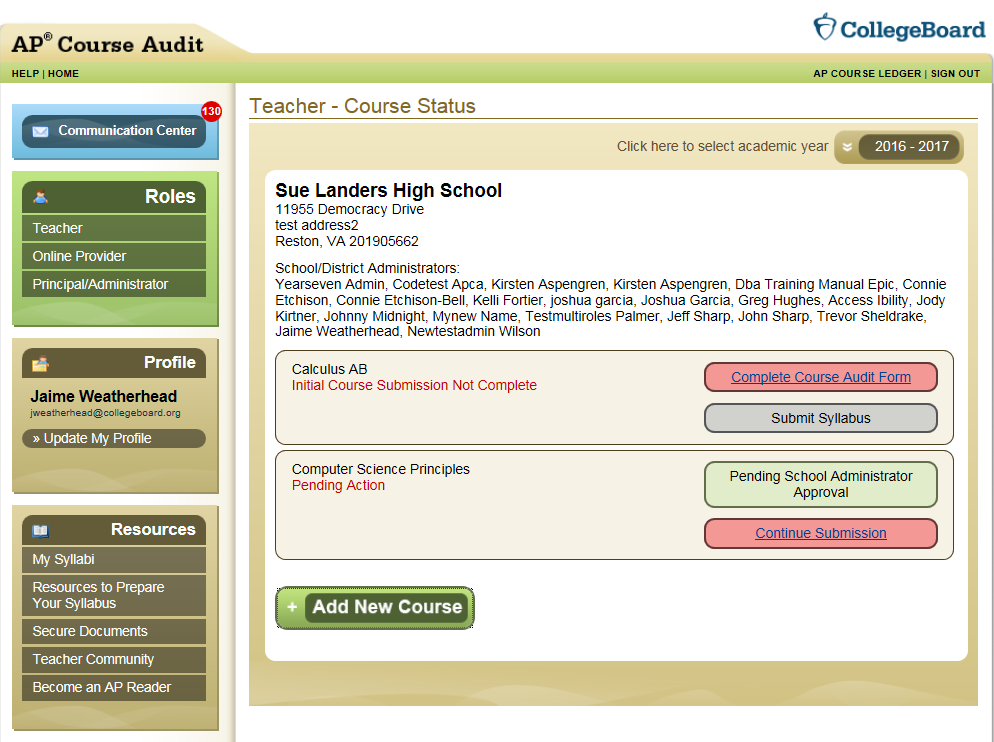 AP® Course Audit
CollegeBoard
HELP | HOME
AP COURSE LEDGER | SIGN OUT
Communication Center
130
Roles
Teacher
Online Provider
Principal/Administrator
Profile
Jaime Weatherhead
jweatherhead@collegeboard.org
» Update My Profile
Resources
My Syllabi
Resources to Prepare
Your Syllabus
Secure Documents
Teacher Community
Become an AP Reader
Teacher - Course Status
Click here to select academic year
2016 - 2017
Sue Landers High School
11955 Democracy Drive
test address2
Reston, VA 201905662
School/District Administrators:
Yearseven Admin, Codetest Apca, Kirsten Aspengren, Kirsten Aspengren, Dba Training Manual Epic, Connie
Etchison, Connie Etchison-Bell, Kelli Fortier, joshua garcia, Joshua Garcia, Greg Hughes, Access Ibility, Jody
Kirtner, Johnny Midnight, Mynew Name, Testmultiroles Palmer, Jeff Sharp, John Sharp, Trevor Sheldrake,
Jaime Weatherhead, Newtestadmin Wilson
Calculus AB
Initial Course Submission Not Complete
Complete Course Audit Form
Submit Syllabus
Computer Science Principles
Pending Action
Pending School Administrator
Approval
Continue Submission
+ Add New Course